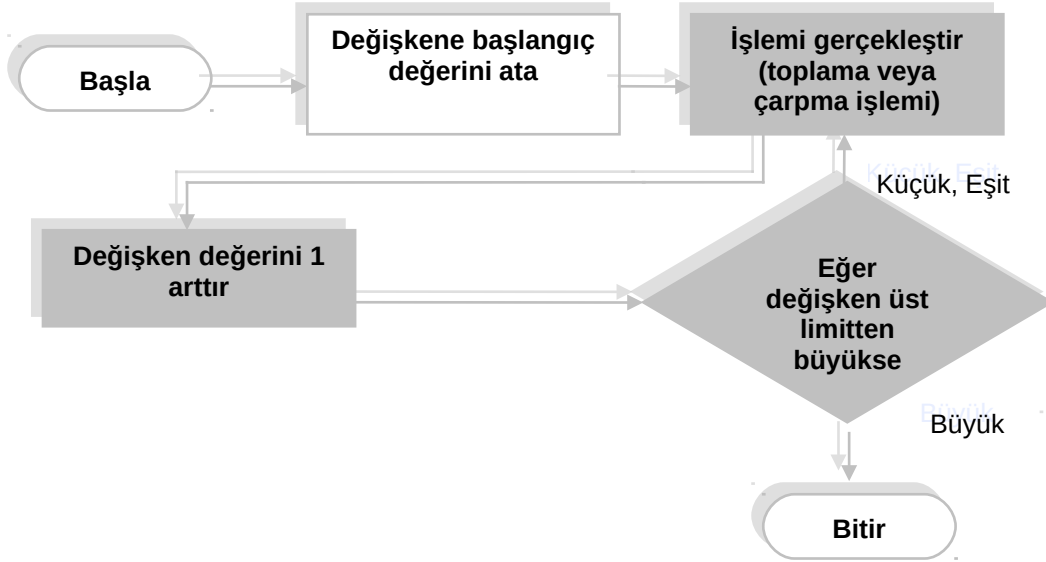 Başla
Değişkene başlangıç
değerini ata
İşlemi gerçekleştir
(toplama veya
çarpma işlemi)
Küçük, Eşit
Değişken değerini 1
arttır
Eğer
değişken üst
limitten
büyükse
Büyük
Bitir